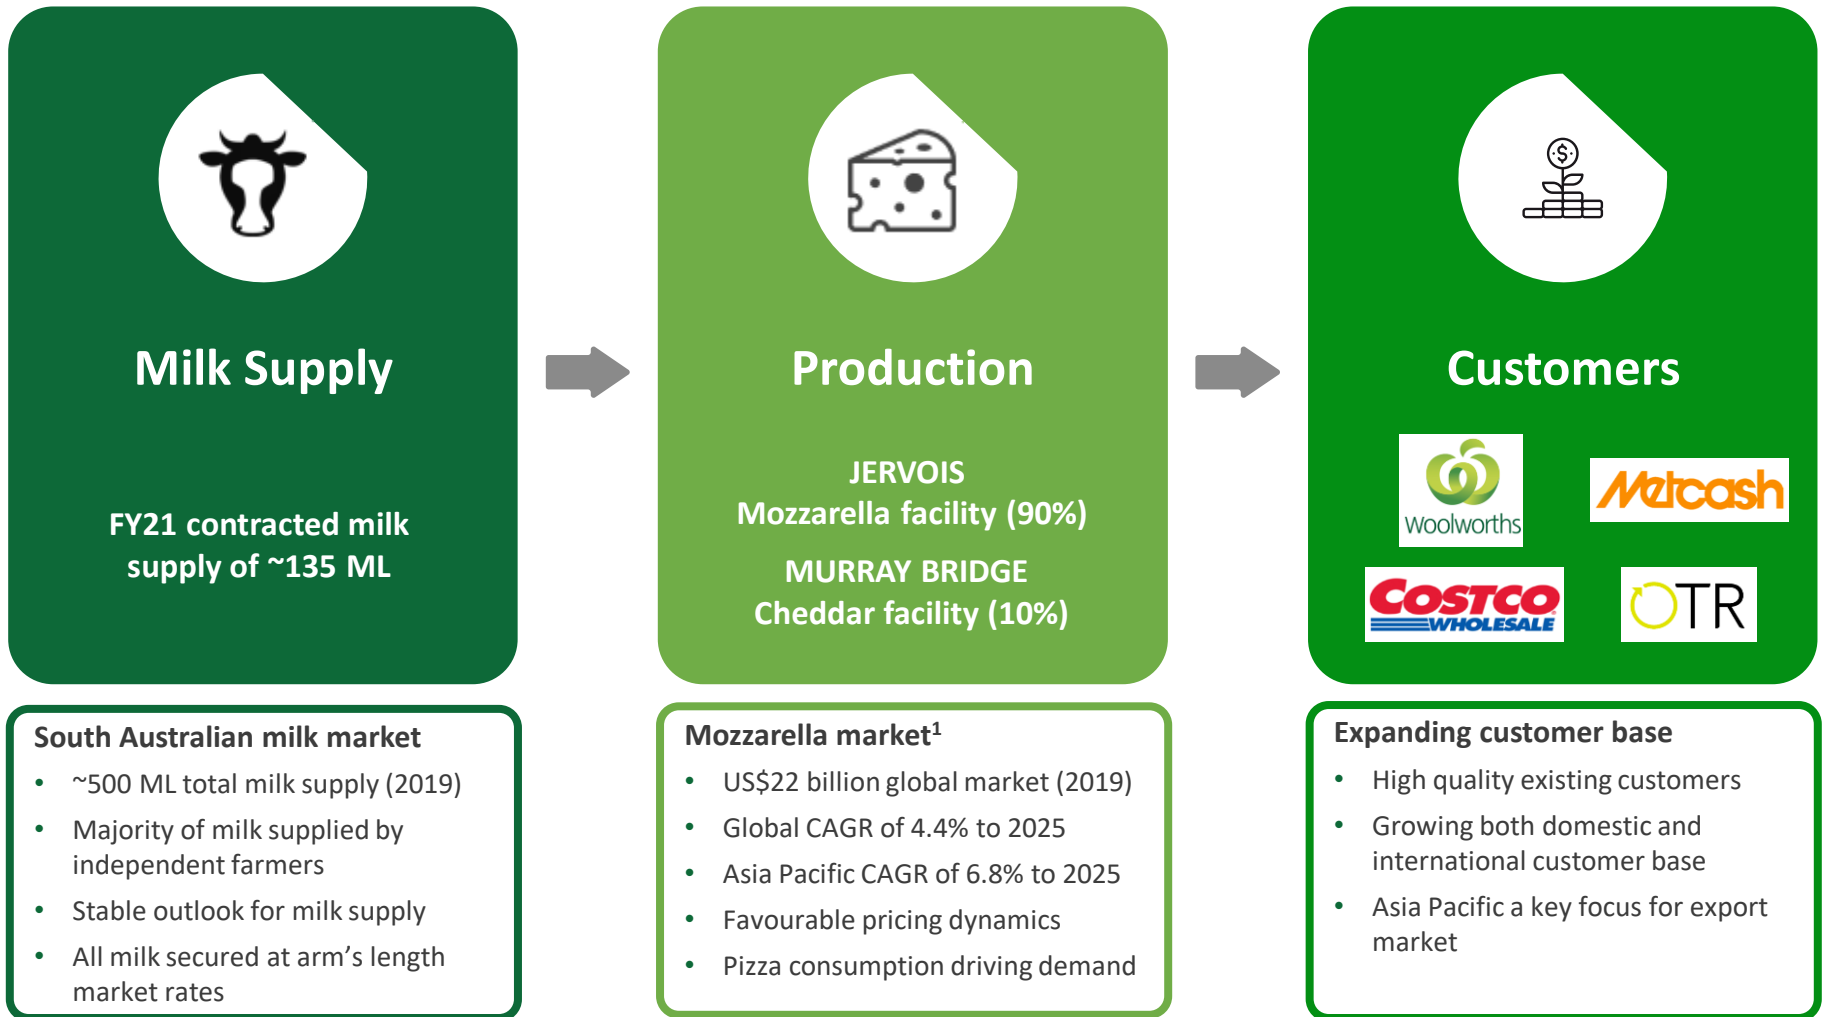 Milk Supply
FY21 contracted milk
supply of ~135 ML
South Australian milk market
• ~500 ML total milk supply (2019)
• Majority of milk supplied by
independent farmers
• Stable outlook for milk supply
• All milk secured at arm's length
market rates
Production
JERVOIS
Mozzarella facility (90%)
MURRAY BRIDGE
Cheddar facility (10%)
Mozzarella market¹
• US$22 billion global market (2019)
• Global CAGR of 4.4% to 2025
• Asia Pacific CAGR of 6.8% to 2025
• Favourable pricing dynamics
• Pizza consumption driving demand
$
Customers
Woolworths
Metcash
COSTCO
WHOLESALE
OTR
Expanding customer base
• High quality existing customers
• Growing both domestic and
international customer base
• Asia Pacific a key focus for export
market